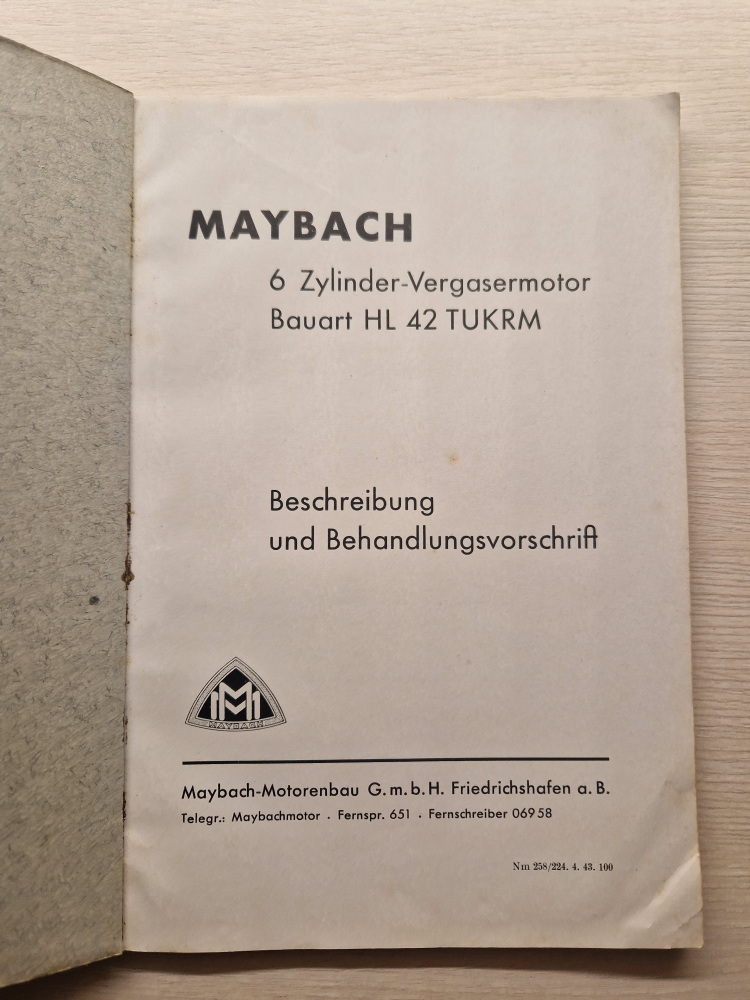 MAYBACH
6 Zylinder-Vergasermotor
Bauart HL 42 TUKRM
Beschreibung
und Behandlungsvorschrift
MM
MAYBACH
Maybach-Motorenbau G.m.b.H. Friedrichshafen a.B.
Telegr.: Maybachmotor . Fernspr. 651 . Fernschreiber 06958
Nm 258/224. 4. 43. 100